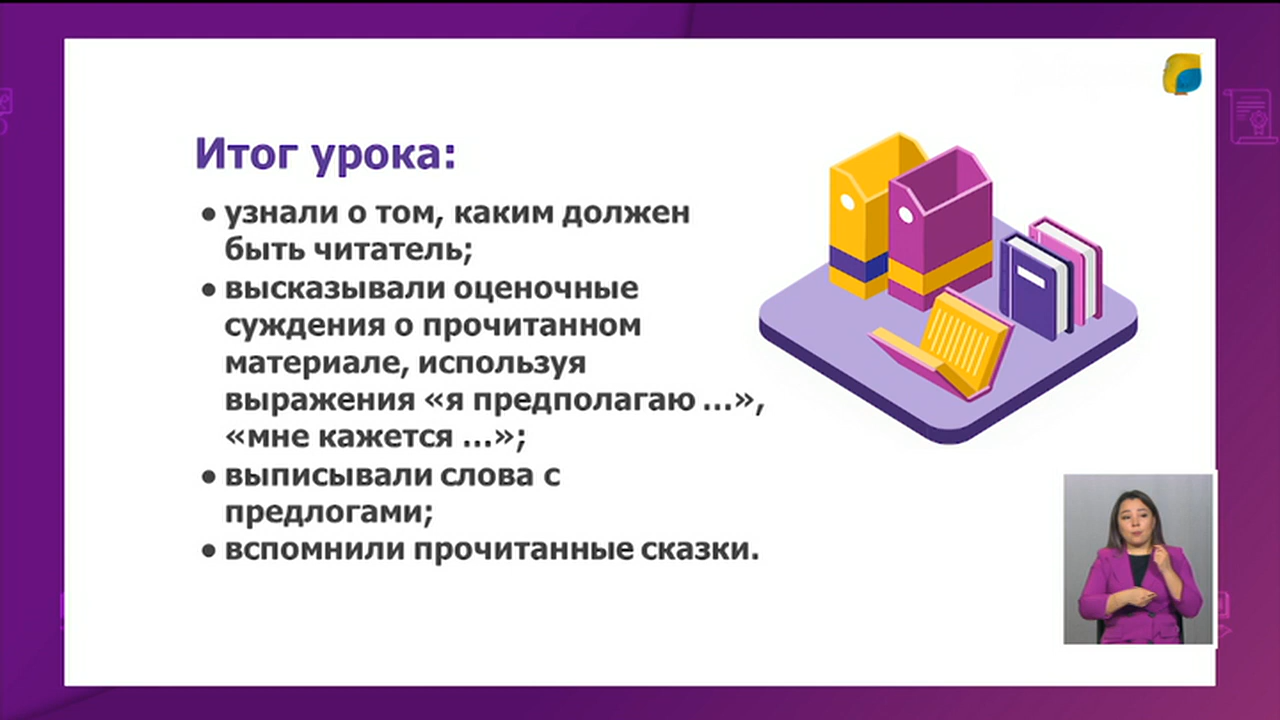 Итог урока:
• узнали о том, каким должен
быть читатель;
• высказывали оценочные
суждения о прочитанном
материале, используя
выражения «я предполагаю ...»,
«мне кажется ...»;
• выписывали слова с
предлогами;
• вспомнили прочитанные сказки.